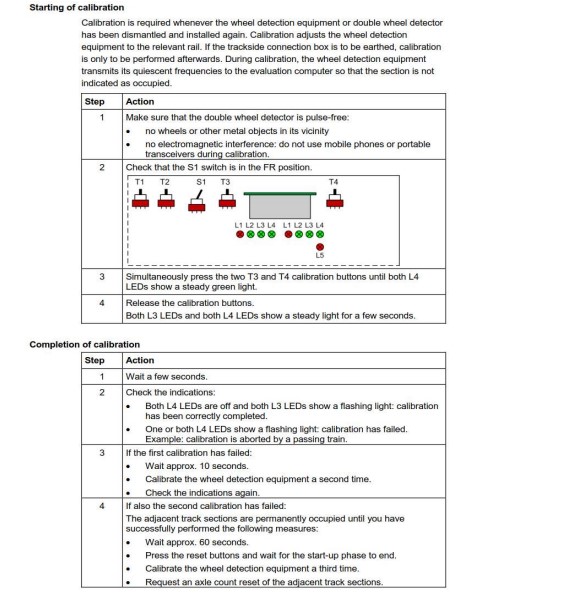 Starting of calibration
Calibration is required whenever the wheel detection equipment or double wheel detector
has been dismantled and installed again. Calibration adjusts the wheel detection
equipment to the relevant rail. If the trackside connection box is to be earthed, calibration
is only to be performed afterwards. During calibration, the wheel detection equipment
transmits its quiescent frequencies to the evaluation computer so that the section is not
indicated as occupied.
Step Action
1 Make sure that the double wheel detector is pulse-free:
• no wheels or other metal objects in its vicinity
• no electromagnetic interference: do not use mobile phones or portable
transceivers during calibration.
2 Check that the S1 switch is in the FR position.
T1 T2 S1 T3 T4
L1 L2 L3 L4 L1 L2 L3 L4
L5
3 Simultaneously press the two T3 and T4 calibration buttons until both L4
LEDs show a steady green light.
4 Release the calibration buttons.
Both L3 LEDs and both L4 LEDs show a steady light for a few seconds.
Completion of calibration
Step Action
1 Wait a few seconds.
2 Check the indications:
• Both L4 LEDs are off and both L3 LEDs show a flashing light: calibration
has been correctly completed.
• One or both L4 LEDs show a flashing light: calibration has failed.
Example: calibration is aborted by a passing train.
3 If the first calibration has failed:
• Wait approx. 10 seconds.
• Calibrate the wheel detection equipment a second time.
• Check the indications again.
4 If also the second calibration has failed:
The adjacent track sections are permanently occupied until you have
successfully performed the following measures:
• Wait approx. 60 seconds.
• Press the reset buttons and wait for the start-up phase to end.
• Calibrate the wheel detection equipment a third time.
• Request an axle count reset of the adjacent track sections.